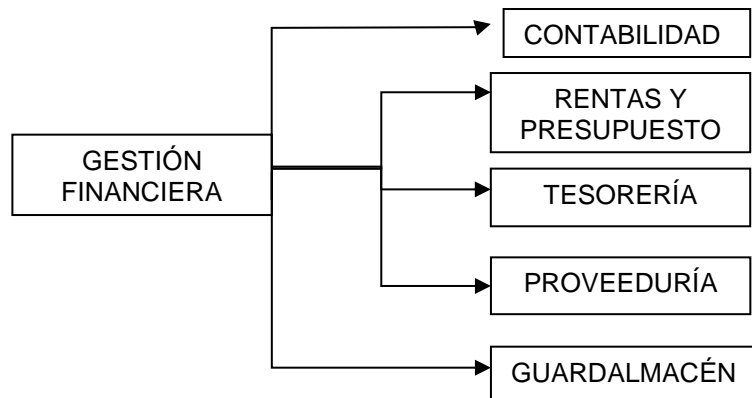 CONTABILIDAD
RENTAS Y
PRESUPUESTO
GESTIÓN
FINANCIERA
TESORERÍA
PROVEEDURÍA
GUARDALMACÉN